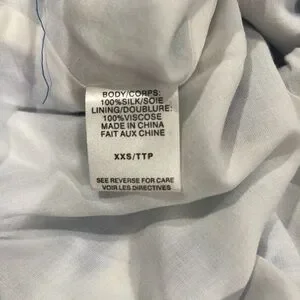 BODY/CORPS:
100%SILK/SOIE
LINING/DOUBLURE:
100%VISCOSE
MADE IN CHINA
FAIT AUX CHINE
XXS/TTP
SEE REVERSE FOR CARE
VOIR LES DIRECTIVES